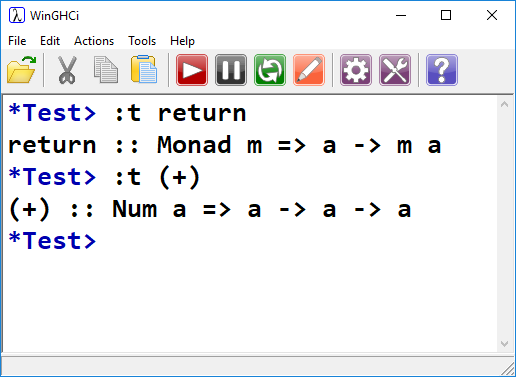 WinGHCi
File Edit Actions Tools Help
*Test> :t return
return :: Monad m => a -> m a
*Test> :t (+)
(+) :: Num a => a -> a -> a
*Test>